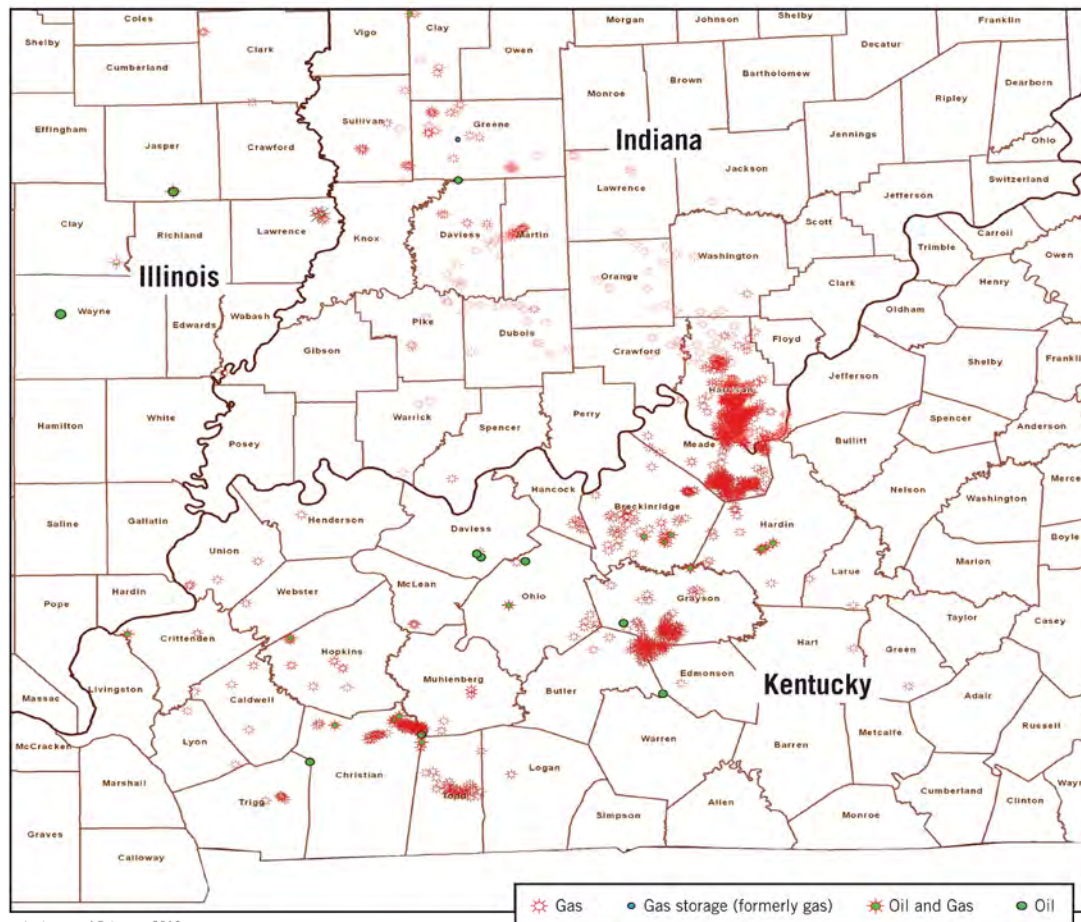 Coles
Shelby
Clark
Cumberland
Vigo
Clay
Owen
Morgan
Johnson
Shelby
Decatur
Franklin
Monroe
Brown
Bartholomew
Dearborn
Ripley
Effingham
Jasper
Crawford
Sullivan
Greene
Indiana
Jennings
Ohio
Lawrence
Jackson
Jefferson
Switzerland
Clay
Richland
Lawrence
Knox
Daviess
Martin
Scott
Carroll
Trimble
Owen
Illinois
Orange
Washington
Clark
Henry
Oldham
Wayne
Edwards
Wabash
Pike
Dubois
Gibson
Crawford
Floyd
Shelby
Franklin
Harrison
Jefferson
Hamilton
White
Posey
Warrick
Spencer
Perry
Meade
Spencer
Bullitt
Anderson
Hancock
Nelson
Washington
Mercer
Saline
Gallatin
Henderson
Daviess
Breckinridge
Hardin
Boyle
Union
Marion
Pope
Hardin
Webster
McLean
Ohio
Larue
Grayson
Crittenden
Taylor
Casey
Hopkins
Hart
Green
Massac
Livingston
Caldwell
Muhlenberg
Butler
Edmonson
Kentucky
Adair
McCracken
Lyon
Warren
Barren
Metcalfe
Russell
Marshall
Christian
Logan
Todd
Cumberland
Wayn
Trigg
Allen
Clinton
Graves
Simpson
Monroe
Calloway
Gas
Gas storage (formerly gas)
Oil and Gas
Oil